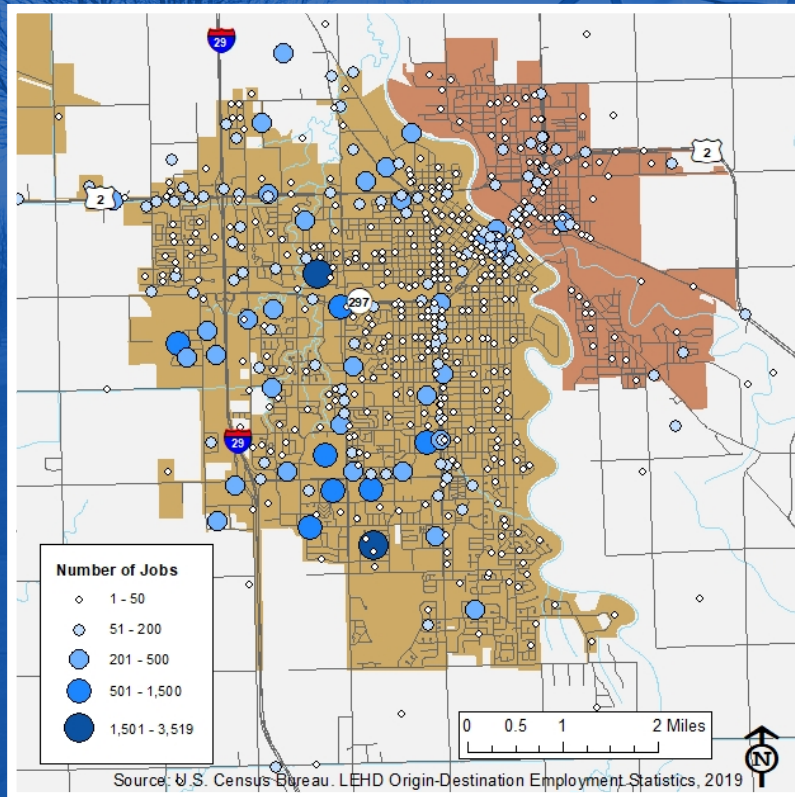 29
2
2
297
29
Number of Jobs
1 - 50
51 - 200
201 - 500
501 - 1,500
1,501 - 3,519
0 0.5 1 2 Miles
N
Source: U.S. Census Bureau. LEHD Origin-Destination Employment Statistics, 2019